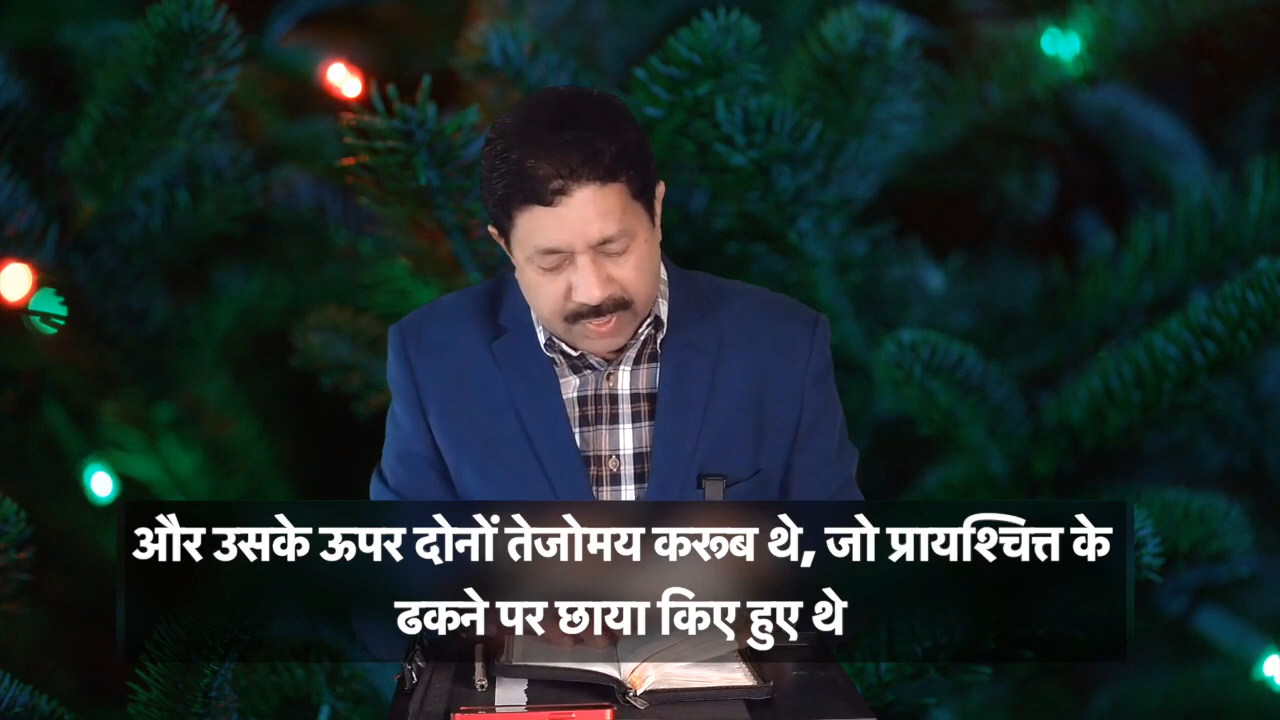 और उसके ऊपर दोनों तेजोमय करूब थे, जो प्रायश्चित्त के
ढकने पर छाया किए हुए थे